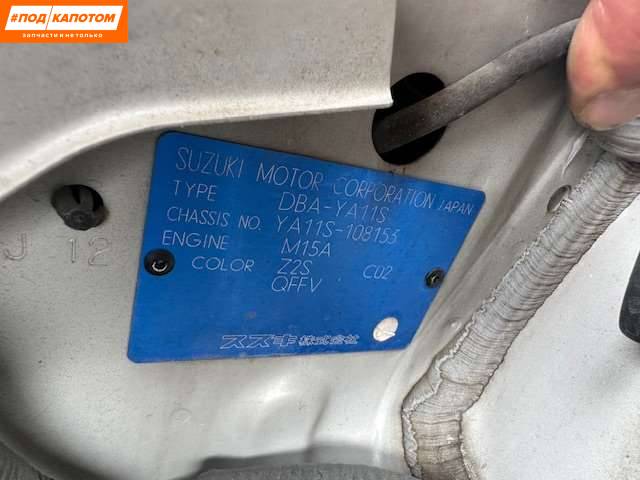 #ПОД КАПОТОМ
ЗАПЧАСТИ И НЕ ТОЛЬКО
SUZUKI MOTOR CORPORATION JAPAN
TYPE DBA-YA11S
CHASSIS NO. YA11S-108153
ENGINE M15A
COLOR Z2S C02
QFFV
スズキ株式会社
J 12